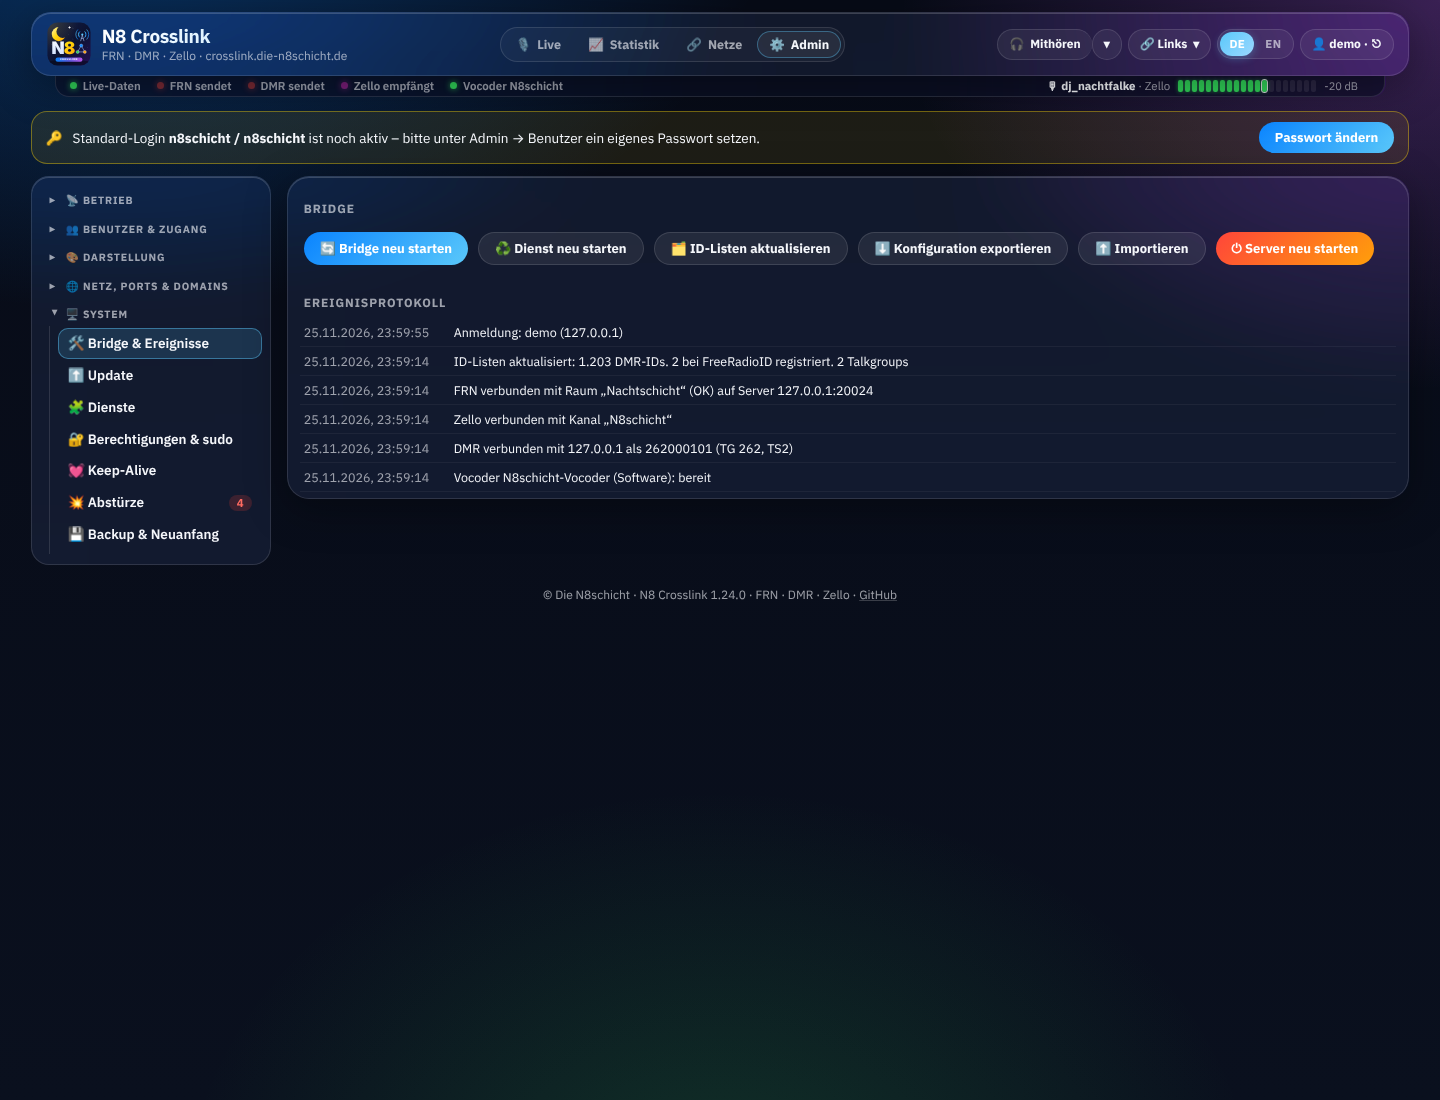 N8 Crosslink
FRN · DMR · Zello · crosslink.die-n8schicht.de
Live
Statistik
Netze
Admin
Mithören
Links
DE
EN
demo ·
Live-Daten
FRN sendet
DMR sendet
Zello empfängt
Vocoder N8schicht
dj_nachtfalke · Zello
-20 dB
Standard-Login n8schicht / n8schicht ist noch aktiv – bitte unter Admin → Benutzer ein eigenes Passwort setzen.
Passwort ändern
BETRIEB
BENUTZER & ZUGANG
DARSTELLUNG
NETZ, PORTS & DOMAINS
SYSTEM
Bridge & Ereignisse
Update
Dienste
Berechtigungen & sudo
Keep-Alive
Abstürze 4
Backup & Neuanfang
BRIDGE
Bridge neu starten
Dienst neu starten
ID-Listen aktualisieren
Konfiguration exportieren
Importieren
Server neu starten
EREIGNISPROTOKOLL
25.11.2026, 23:59:55 Anmeldung: demo (127.0.0.1)
25.11.2026, 23:59:14 ID-Listen aktualisiert: 1.203 DMR-IDs. 2 bei FreeRadioID registriert. 2 Talkgroups
25.11.2026, 23:59:14 FRN verbunden mit Raum „Nachtschicht“ (OK) auf Server 127.0.0.1:20024
25.11.2026, 23:59:14 Zello verbunden mit Kanal „N8schicht“
25.11.2026, 23:59:14 DMR verbunden mit 127.0.0.1 als 262000101 (TG 262, TS2)
25.11.2026, 23:59:14 Vocoder N8schicht-Vocoder (Software): bereit
© Die N8schicht · N8 Crosslink 1.24.0 · FRN · DMR · Zello · GitHub